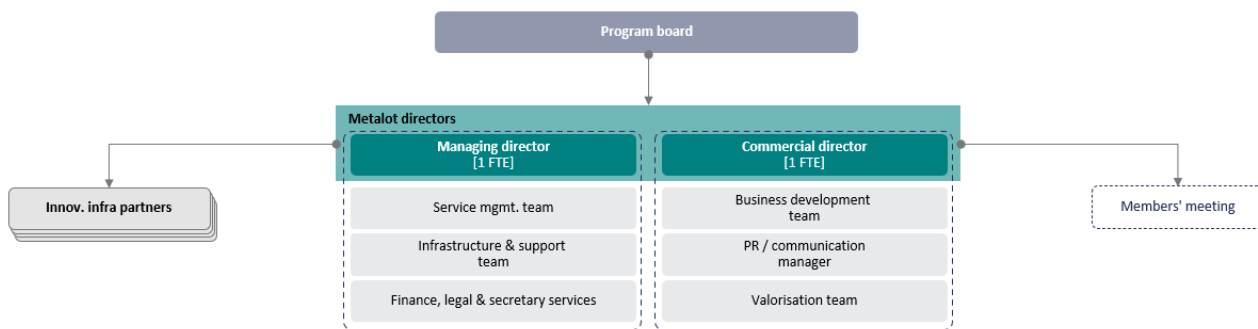 Program board
Metalot directors
Managing director
[1 FTE]
Commercial director
[1 FTE]
Innov. infra partners
Service mgmt. team
Business development
team
Members' meeting
Infrastructure & support
team
PR / communication
manager
Finance, legal & secretary services
Valorisation team